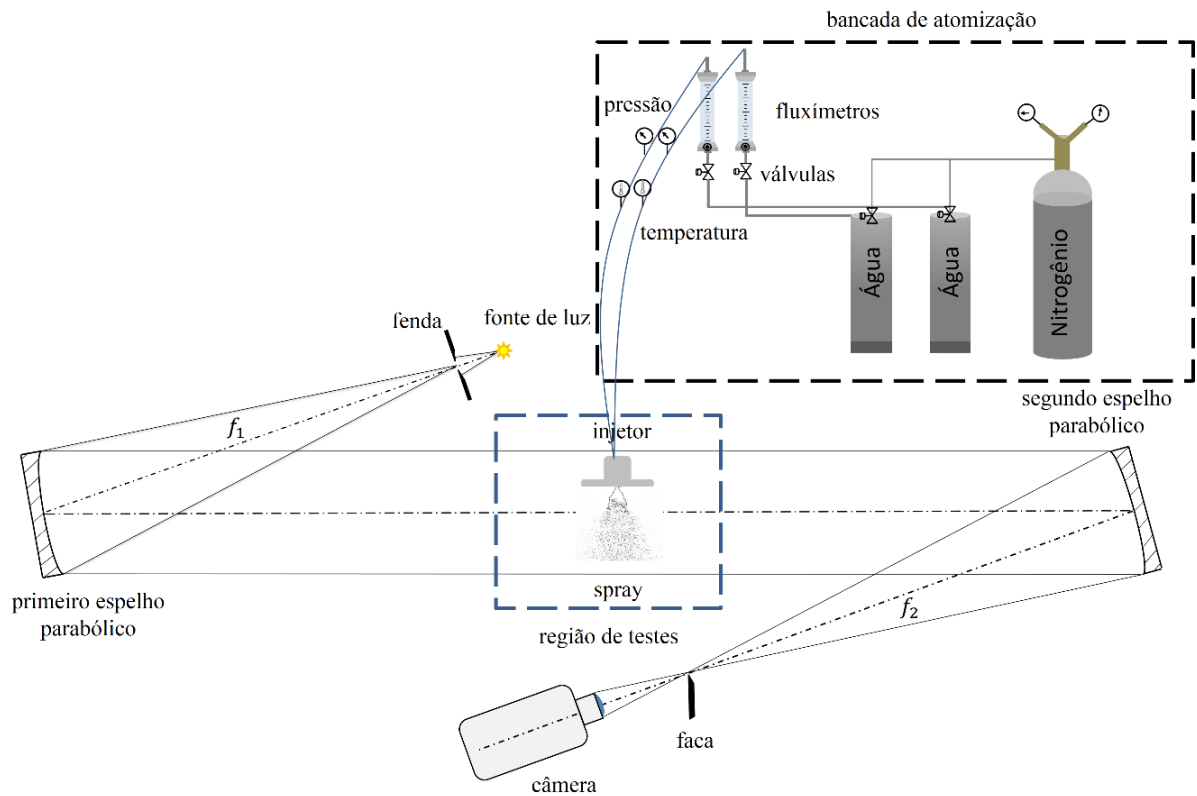 bancada de atomização
pressão
fluxímetros
válvulas
temperatura
Água
Água
Nitrogênio
fenda
fonte de luz
segundo espelho
parabólico
f1
injetor
spray
primeiro espelho
parabólico
região de testes
f2
faca
câmera